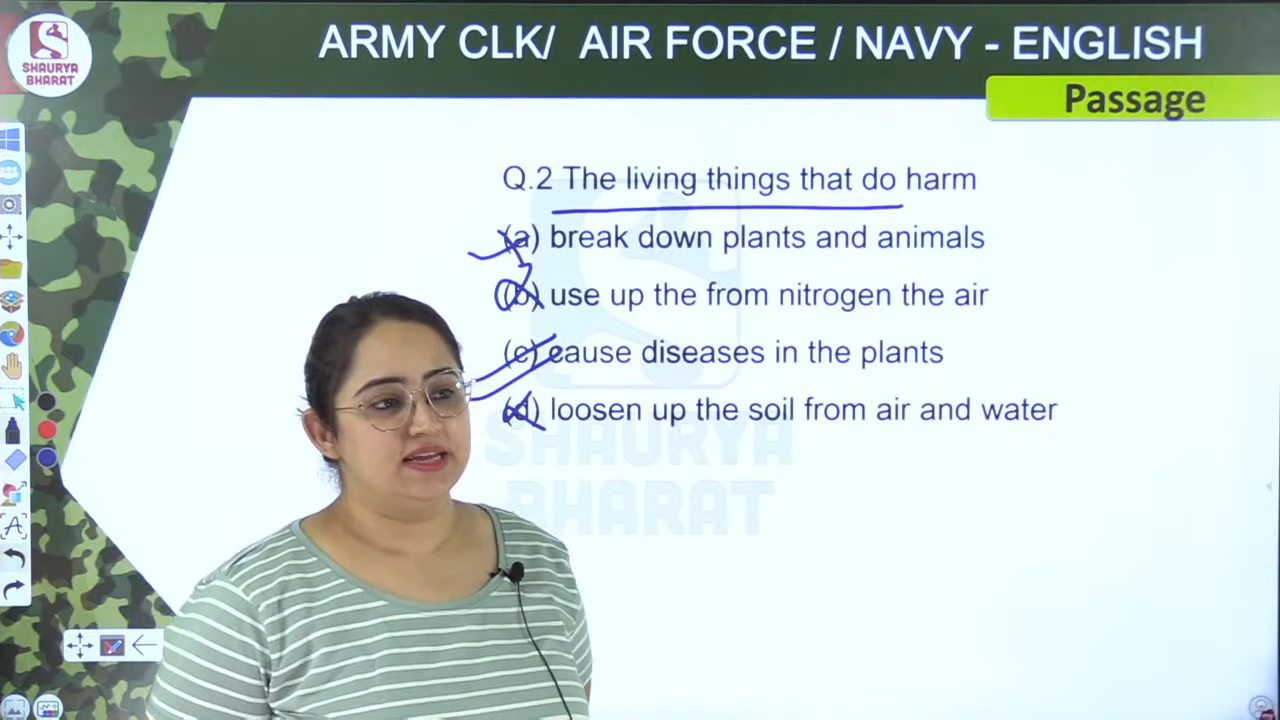 SHAURYA
BHARAT
ARMY CLK/ AIR FORCE / NAVY - ENGLISH
Passage
Q.2 The living things that do harm
(a) break down plants and animals
(b) use up the from nitrogen the air
(c) cause diseases in the plants
(d) loosen up the soil from air and water
SHAURYA
BHARAT